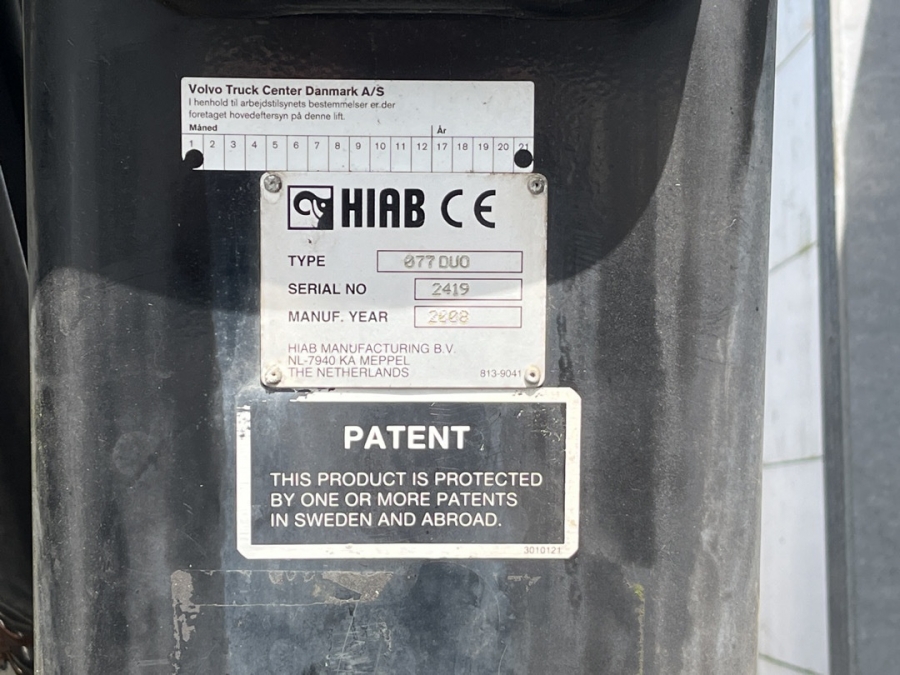 Volvo Truck Center Danmark A/S
I henhold til arbejdstilsynets bestemmelser er der
foretaget hovedeftersyn på denne lift.
Måned År
1 2 3 4 5 6 7 8 9 10 11 12 17 18 19 20 21
HIAB CE
TYPE 077 DUO
SERIAL NO 2419
MANUF. YEAR 2008
HIAB MANUFACTURING B.V.
NL-7940 KA MEPPEL
THE NETHERLANDS 813-9041
PATENT
THIS PRODUCT IS PROTECTED
BY ONE OR MORE PATENTS
IN SWEDEN AND ABROAD.
3010121